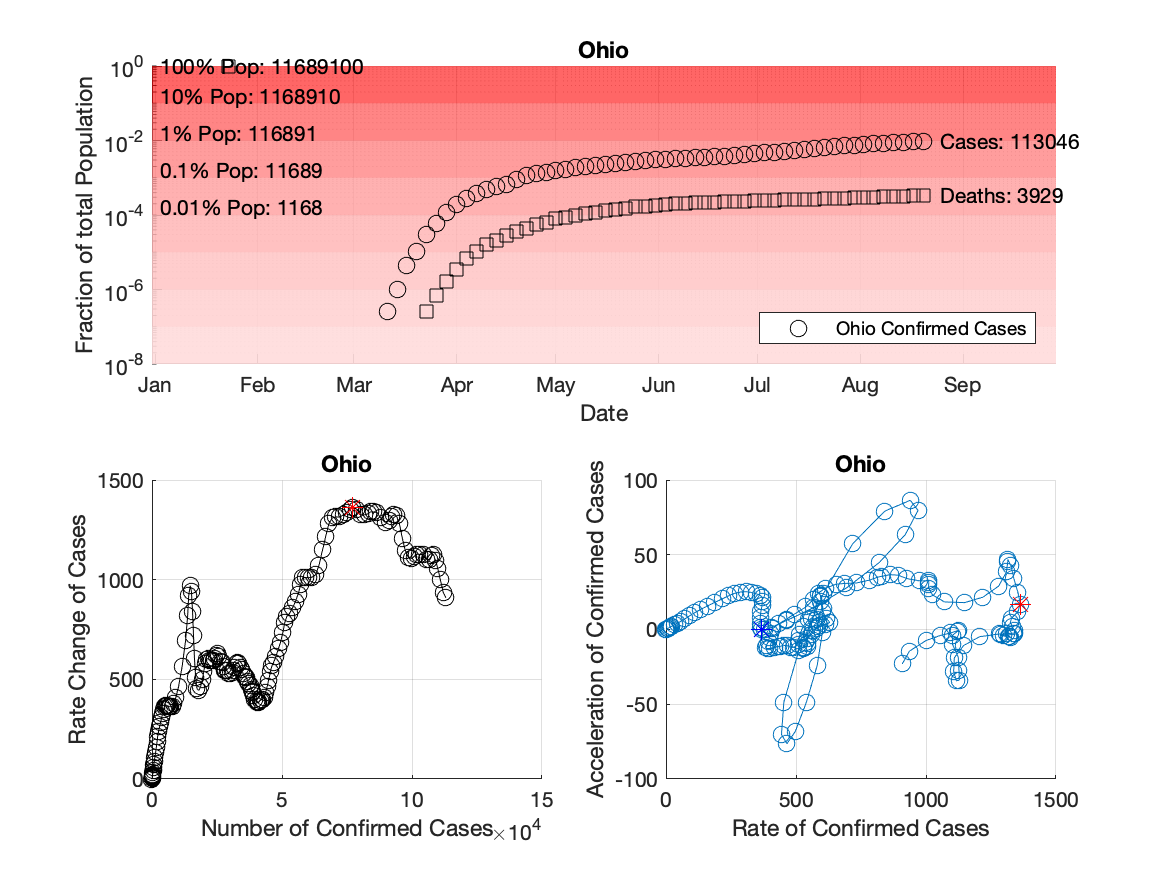 Ohio
10^0
10^-2
10^-4
10^-6
10^-8
Fraction of total Population
100% Pop: 11689100
10% Pop: 1168910
1% Pop: 116891
0.1% Pop: 11689
0.01% Pop: 1168
Cases: 113046
Deaths: 3929
Ohio Confirmed Cases
Jan Feb Mar Apr May Jun Jul Aug Sep
Date
Ohio
1500
1000
500
0
Rate Change of Cases
0 5 10 15
Number of Confirmed Cases
×10^4
Ohio
100
50
0
-50
-100
Acceleration of Confirmed Cases
0 500 1000 1500
Rate of Confirmed Cases